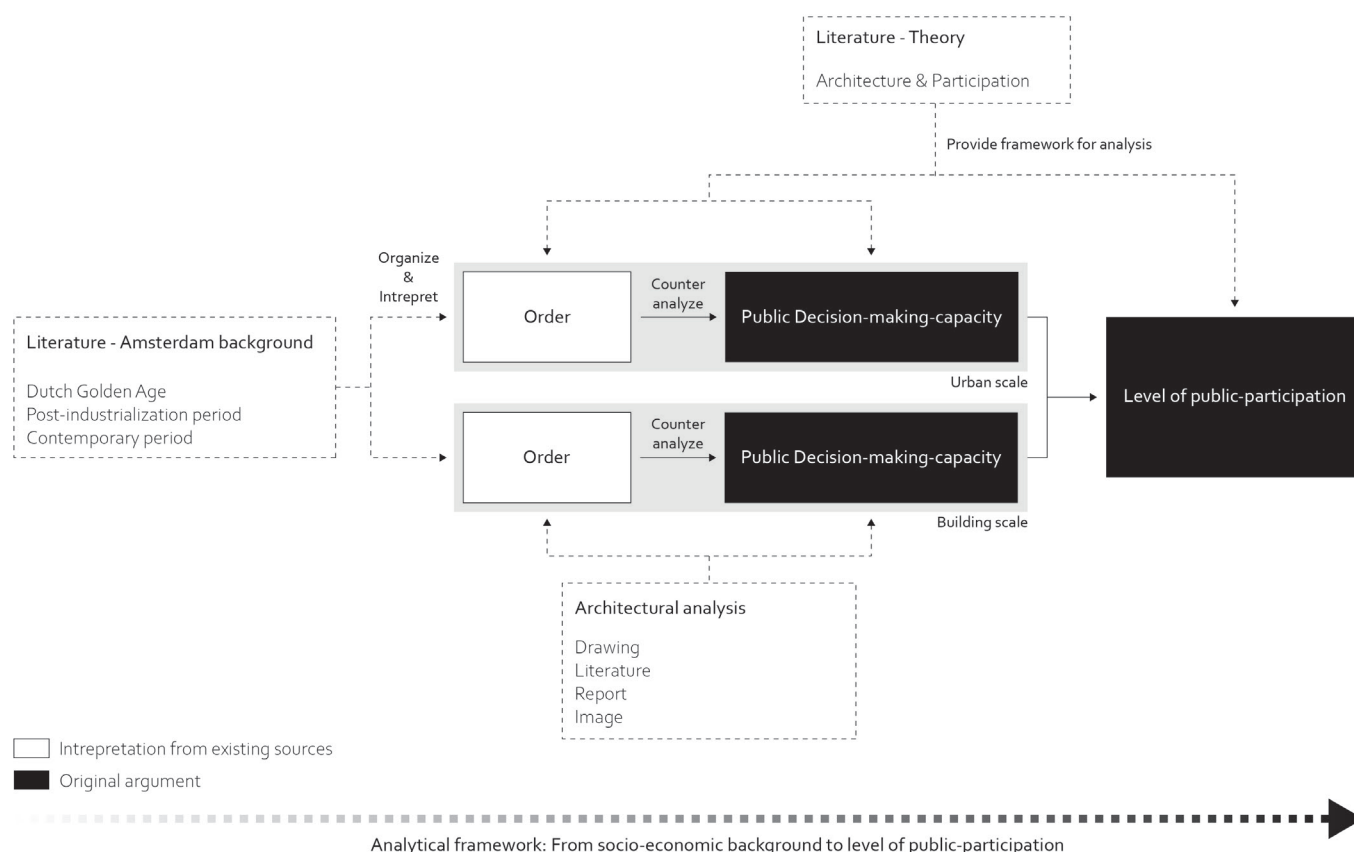 Literature - Theory
Architecture & Participation
Provide framework for analysis
Organize
&
Intrepret
Order
Counter
analyze
Public Decision-making-capacity
Urban scale
Literature - Amsterdam background
Dutch Golden Age
Post-industrialization period
Contemporary period
Level of public-participation
Order
Counter
analyze
Public Decision-making-capacity
Building scale
Architectural analysis
Drawing
Literature
Report
Image
Intrepretation from existing sources
Original argument
Analytical framework: From socio-economic background to level of public-participation